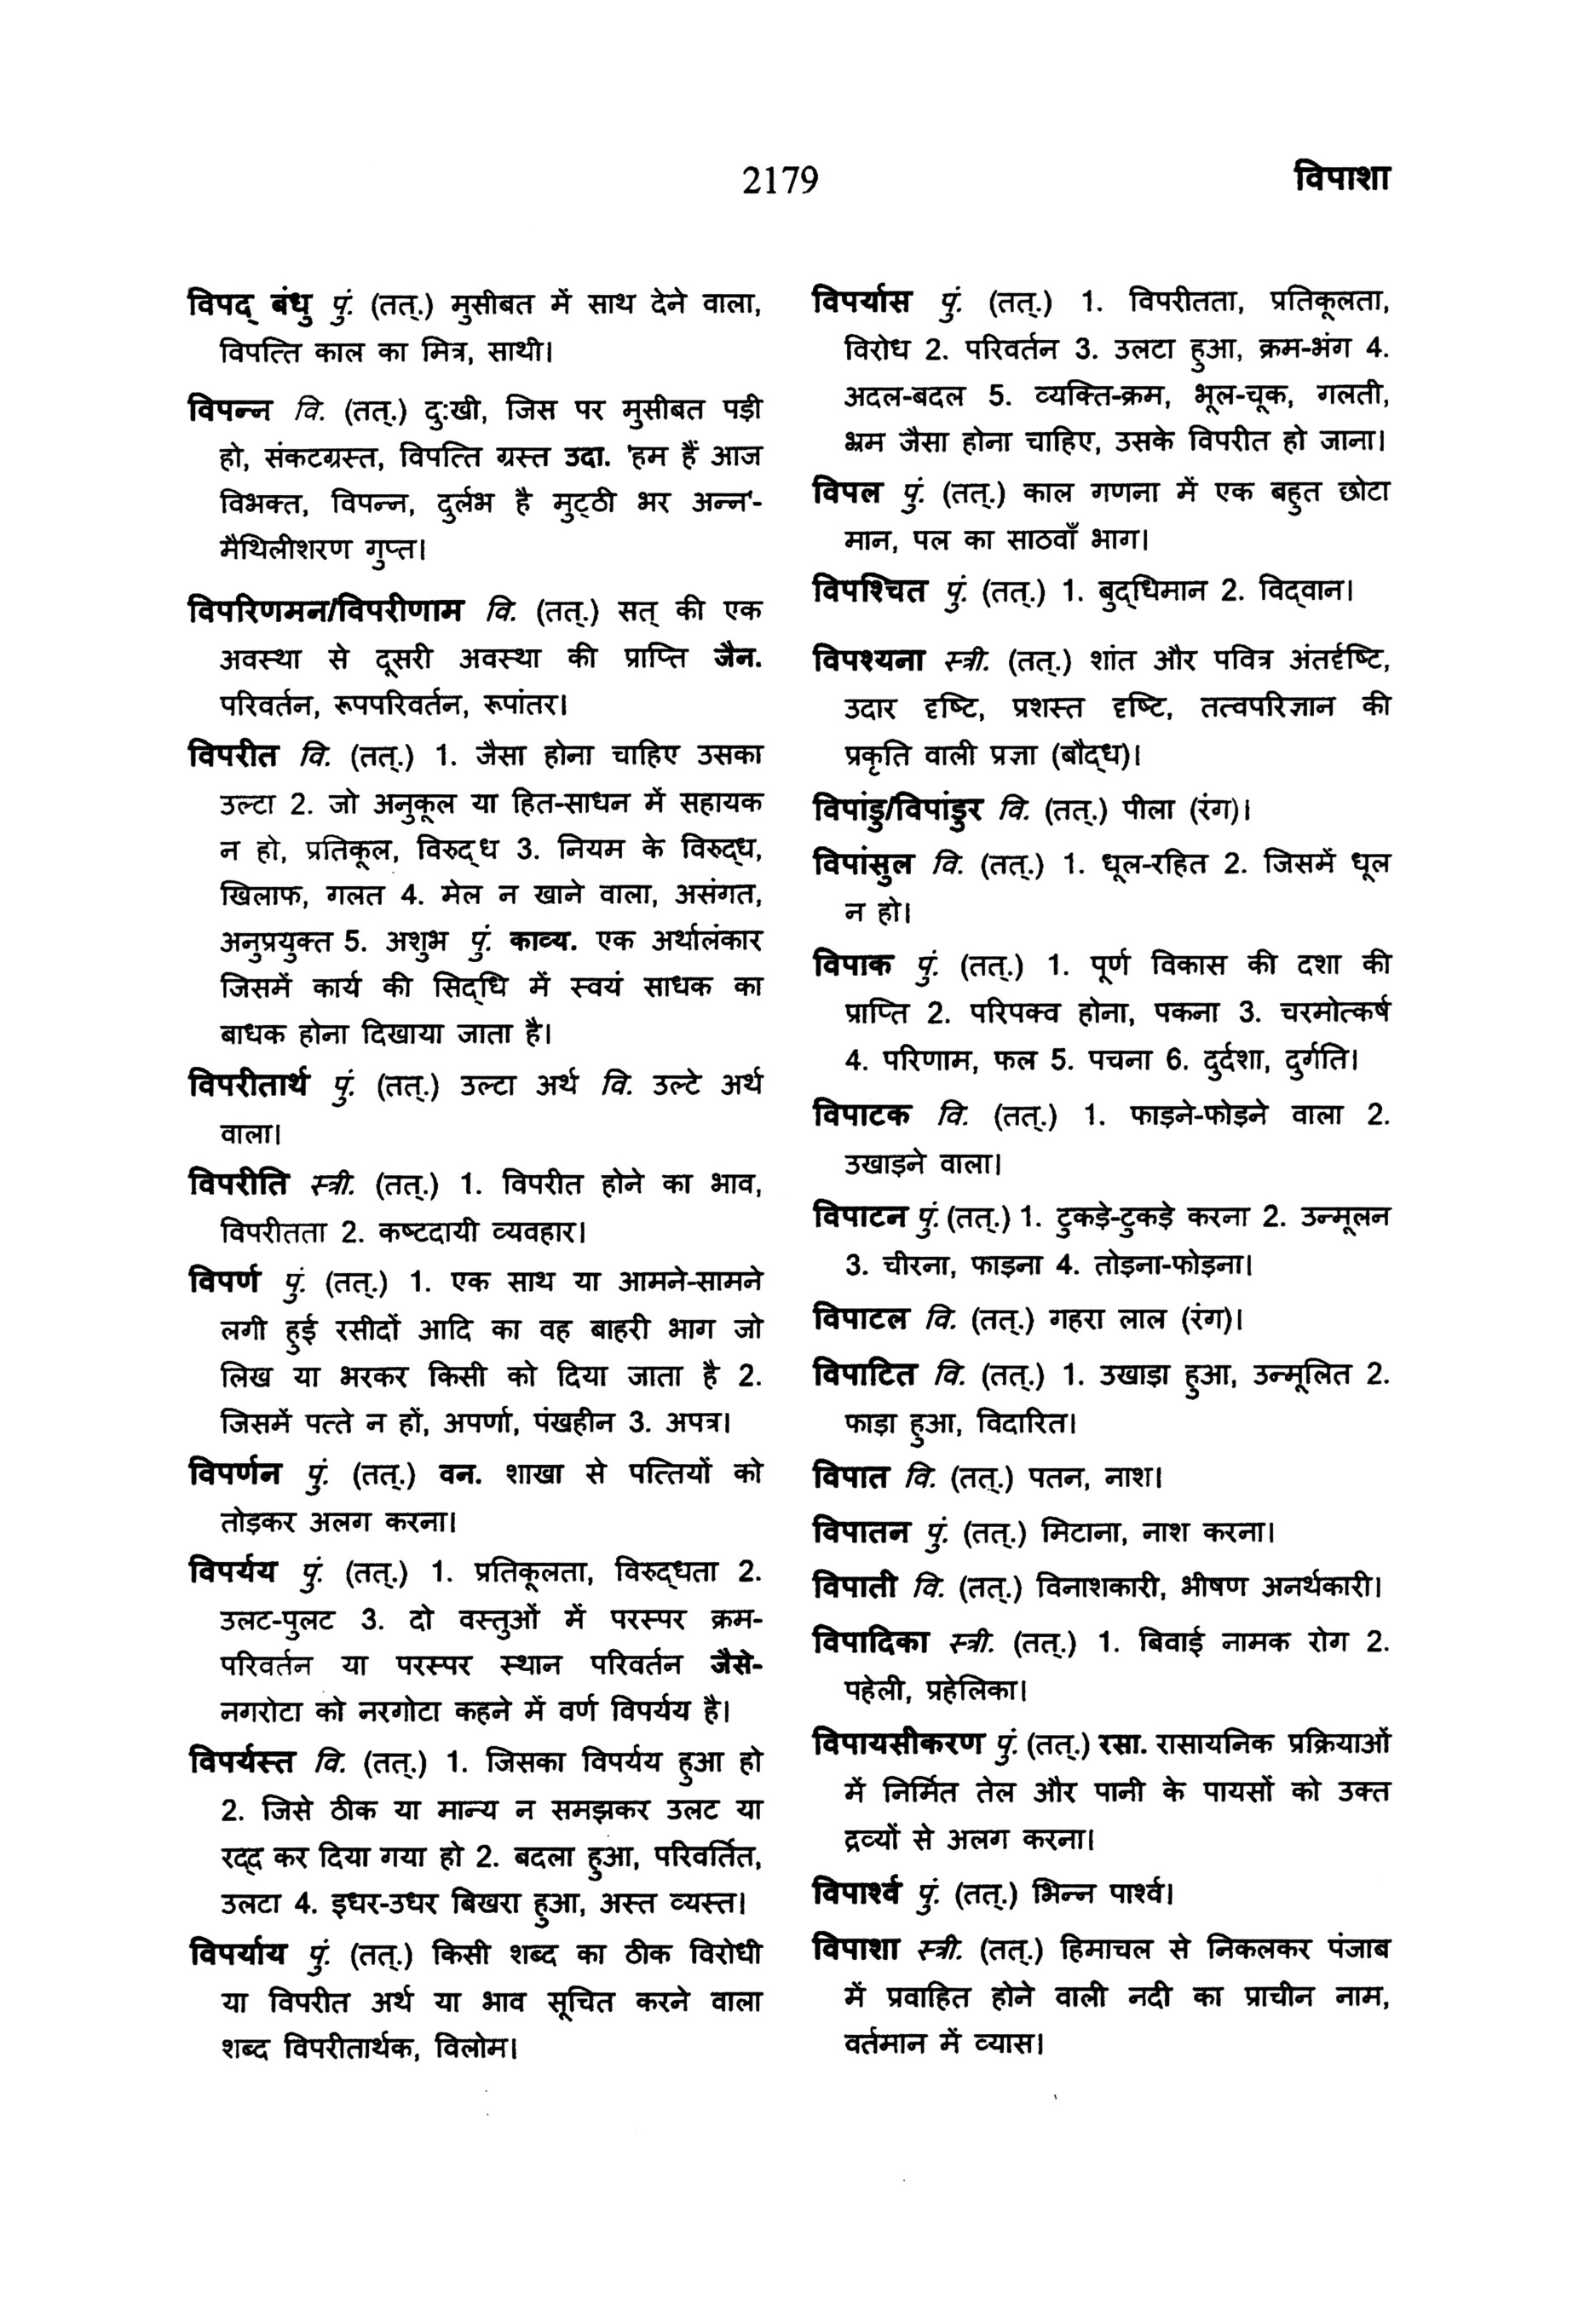 2179
विपाशा
विपद् बंधु पुं. (तत्.) मुसीबत में साथ देने वाला,
विपत्ति काल का मित्र, साथी।
विपन्न वि. (तत्.) दु:खी, जिस पर मुसीबत पड़ी
हो, संकटग्रस्त, विपत्ति ग्रस्त उदा. 'हम हैं आज
विभक्त, विपन्न, दुर्लभ है मुट्ठी भर अन्न'-
मैथिलीशरण गुप्त।
विपरिणमन/विपरीणाम वि. (तत्.) सत् की एक
अवस्था से दूसरी अवस्था की प्राप्ति जैन.
परिवर्तन, रूपपरिवर्तन, रूपांतर।
विपरीत वि. (तत्.) 1. जैसा होना चाहिए उसका
उल्टा 2. जो अनुकूल या हित-साधन में सहायक
न हो, प्रतिकूल, विरुद्ध 3. नियम के विरुद्ध,
खिलाफ, गलत 4. मेल न खाने वाला, असंगत,
अनुप्रयुक्त 5. अशुभ पुं. काव्य. एक अर्थालंकार
जिसमें कार्य की सिद्धि में स्वयं साधक का
बाधक होना दिखाया जाता है।
विपरीतार्थ पुं. (तत्.) उल्टा अर्थ वि. उल्टे अर्थ
वाला।
विपरीति स्त्री. (तत्.) 1. विपरीत होने का भाव,
विपरीतता 2. कष्टदायी व्यवहार।
विपर्ण पुं. (तत्.) 1. एक साथ या आमने-सामने
लगी हुई रसीदों आदि का वह बाहरी भाग जो
लिख या भरकर किसी को दिया जाता है 2.
जिसमें पत्ते न हों, अपर्णा, पंखहीन 3. अपत्र।
विपर्णन पुं. (तत्.) वन. शाखा से पत्तियों को
तोड़कर अलग करना।
विपर्यय पुं. (तत्.) 1. प्रतिकूलता, विरुद्धता 2.
उलट-पुलट 3. दो वस्तुओं में परस्पर क्रम-
परिवर्तन या परस्पर स्थान परिवर्तन जैसे-
नगरोटा को नरगोटा कहने में वर्ण विपर्यय है।
विपर्यस्त वि. (तत्.) 1. जिसका विपर्यय हुआ हो
2. जिसे ठीक या मान्य न समझकर उलट या
रद्द कर दिया गया हो 2. बदला हुआ, परिवर्तित,
उलटा 4. इधर-उधर बिखरा हुआ, अस्त व्यस्त।
विपर्याय पुं. (तत्.) किसी शब्द का ठीक विरोधी
या विपरीत अर्थ या भाव सूचित करने वाला
शब्द विपरीतार्थक, विलोम।
विपर्यास पुं. (तत्.) 1. विपरीतता, प्रतिकूलता,
विरोध 2. परिवर्तन 3. उलटा हुआ, क्रम-भंग 4.
अदल-बदल 5. व्यक्ति-क्रम, भूल-चूक, गलती,
भ्रम जैसा होना चाहिए, उसके विपरीत हो जाना।
विपल पुं. (तत्.) काल गणना में एक बहुत छोटा
मान, पल का साठवाँ भाग।
विपश्चित पुं. (तत्.) 1. बुद्धिमान 2. विद्वान।
विपश्यना स्त्री. (तत्.) शांत और पवित्र अंतर्दृष्टि,
उदार दृष्टि, प्रशस्त दृष्टि, तत्वपरिज्ञान की
प्रकृति वाली प्रज्ञा (बौद्ध)।
विपांडु/विपांडुर वि. (तत्.) पीला (रंग)।
विपांसुल वि. (तत्.) 1. धूल-रहित 2. जिसमें धूल
न हो।
विपाक पुं. (तत्.) 1. पूर्ण विकास की दशा की
प्राप्ति 2. परिपक्व होना, पकना 3. चरमोत्कर्ष
4. परिणाम, फल 5. पचना 6. दुर्दशा, दुर्गति।
विपाटक वि. (तत्.) 1. फाड़ने-फोड़ने वाला 2.
उखाड़ने वाला।
विपाटन पुं. (तत्.) 1. टुकड़े-टुकड़े करना 2. उन्मूलन
3. चीरना, फाड़ना 4. तोड़ना-फोड़ना।
विपाटल वि. (तत्.) गहरा लाल (रंग)।
विपाटित वि. (तत्.) 1. उखाड़ा हुआ, उन्मूलित 2.
फाड़ा हुआ, विदारित।
विपात वि. (तत्.) पतन, नाश।
विपातन पुं. (तत्.) मिटाना, नाश करना।
विपाती वि. (तत्.) विनाशकारी, भीषण अनर्थकारी।
विपादिका स्त्री. (तत्.) 1. बिवाई नामक रोग 2.
पहेली, प्रहेलिका।
विपायसीकरण पुं. (तत्.) रसा. रासायनिक प्रक्रियाओं
में निर्मित तेल और पानी के पायसों को उक्त
द्रव्यों से अलग करना।
विपार्श्व पुं. (तत्.) भिन्न पार्श्व।
विपाशा स्त्री. (तत्.) हिमाचल से निकलकर पंजाब
में प्रवाहित होने वाली नदी का प्राचीन नाम,
वर्तमान में व्यास।